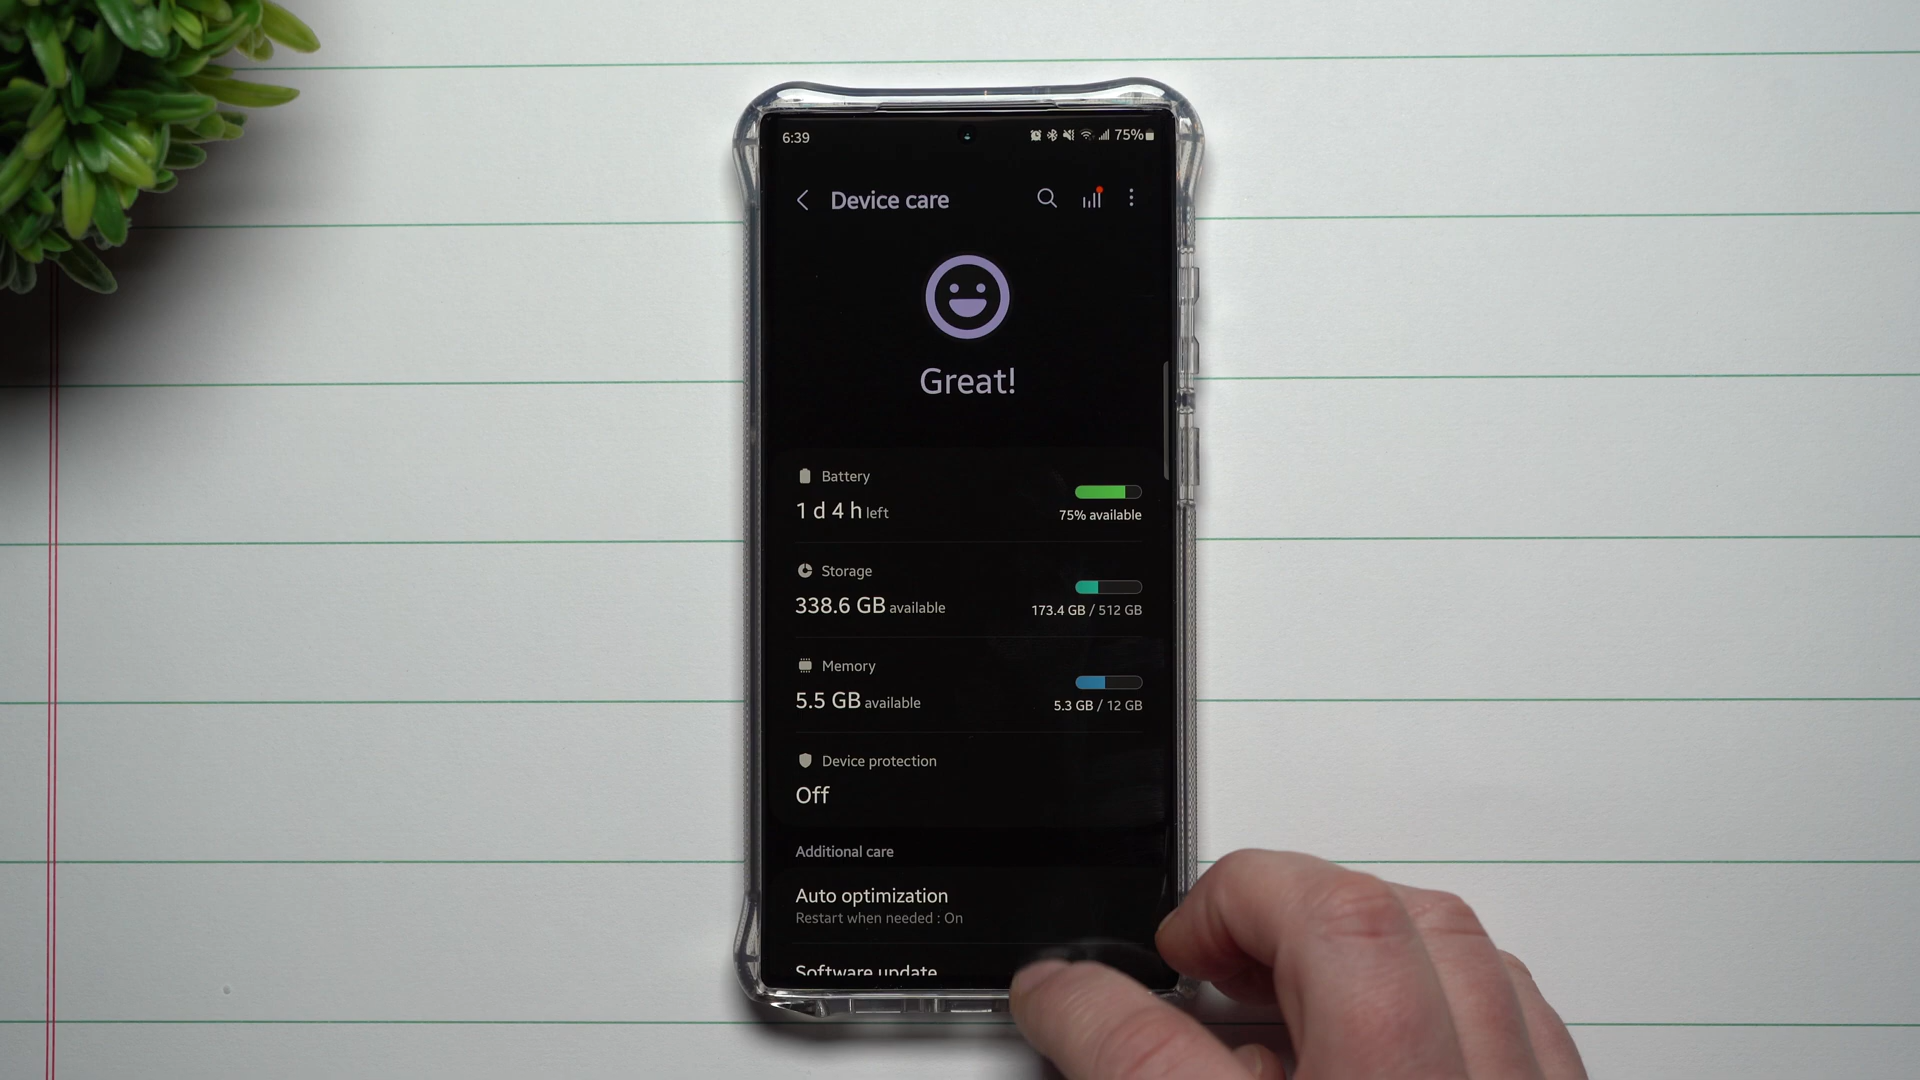 6:39 75%
Device care
Great!
Battery
1 d 4 h left
75% available
Storage
338.6 GB available
173.4 GB / 512 GB
Memory
5.5 GB available
5.3 GB / 12 GB
Device protection
Off
Additional care
Auto optimization
Restart when needed : On
Software update